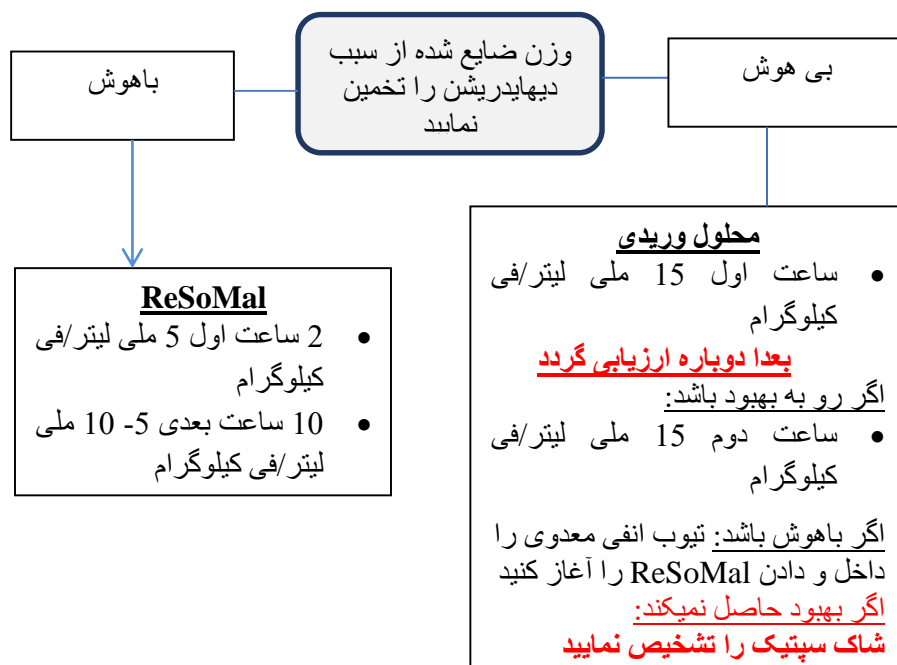 وزن ضایع شده از سبب
دیهایدریشن را تخمین
نمایید
بی هوش
باهوش
محلول وریدی
• ساعت اول 15 ملی لیتر/فی
کیلوگرام
بعدا دوباره ارزیابی گردد
اگر رو به بهبود باشد:
• ساعت دوم 15 ملی لیتر/فی
کیلوگرام
اگر باهوش باشد: تیوب انفی معدوی را
داخل و دادن ReSoMal را آغاز کنید
اگر بهبود حاصل نمیکند:
شاک سپتیک را تشخیص نمایید
ReSoMal
• 2 ساعت اول 5 ملی لیتر/فی
کیلوگرام
• 10 ساعت بعدی 5- 10 ملی
لیتر/فی کیلوگرام